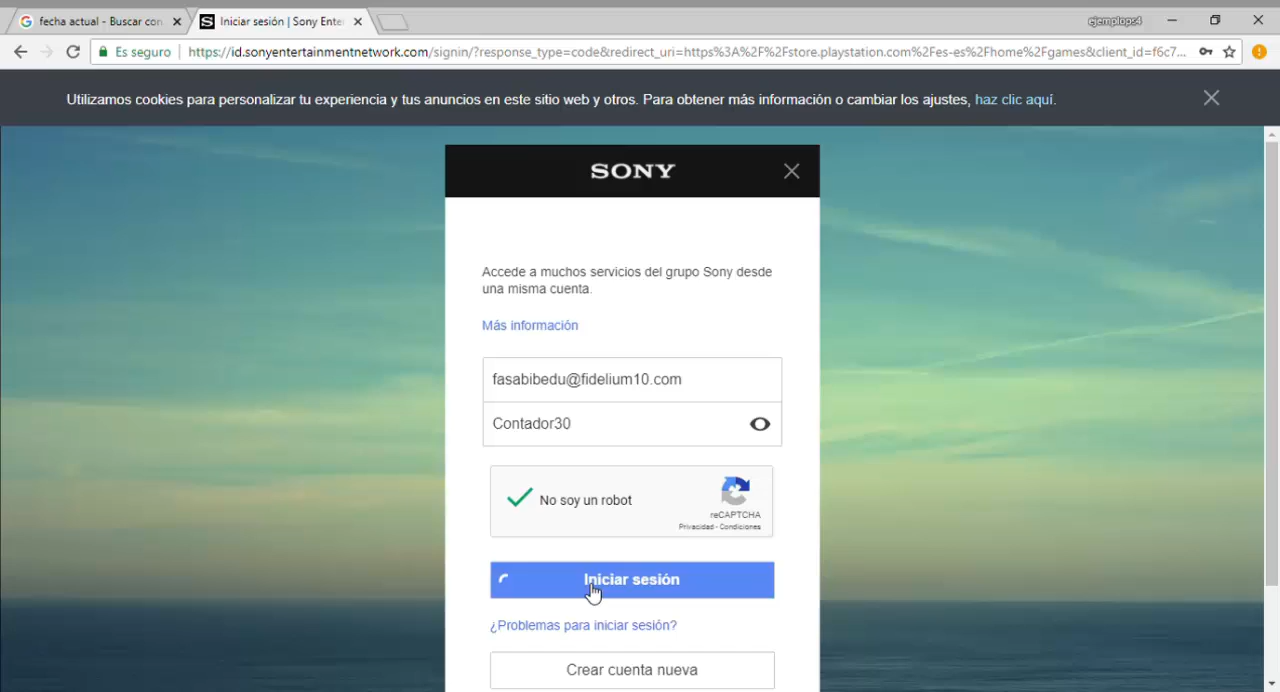 fecha actual - Buscar con
Iniciar sesión | Sony Enter
ejemplops4
Es seguro
https://id.sonyentertainmentnetwork.com/signin/?response_type=code&redirect_uri=https%3A%2F%2Fstore.playstation.com%2Fes-es%2Fhome%2Fgames&client_id=f6c7...
Utilizamos cookies para personalizar tu experiencia y tus anuncios en este sitio web y otros. Para obtener más información o cambiar los ajustes, haz clic aquí.
SONY
Accede a muchos servicios del grupo Sony desde
una misma cuenta.
Más información
fasabibedu@fidelium10.com
Contador30
No soy un robot
reCAPTCHA
Privacidad - Condiciones
Iniciar sesión
¿Problemas para iniciar sesión?
Crear cuenta nueva